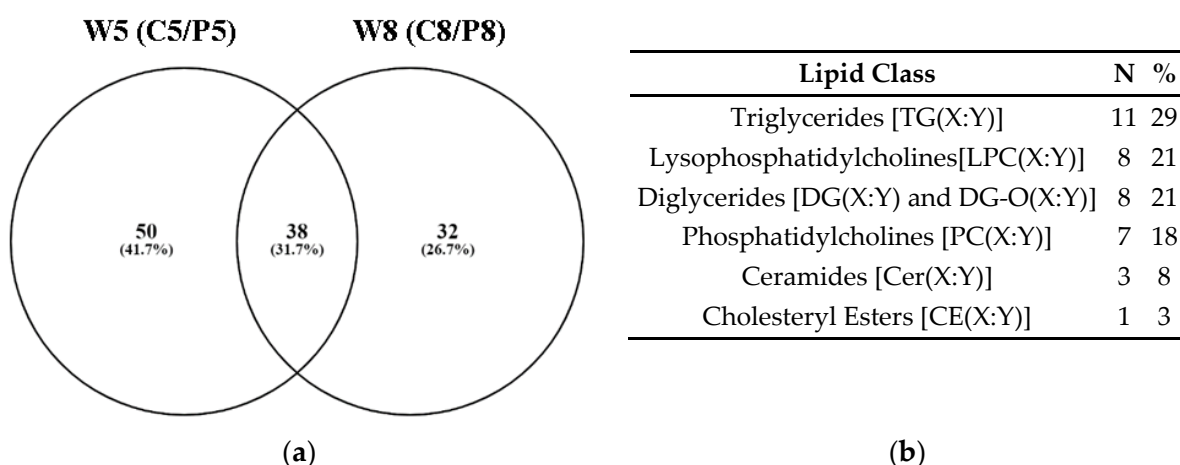 W5 (C5/P5) W8 (C8/P8)
50 38 32
(41.7%) (31.7%) (26.7%)
(a)
Lipid Class N %
Triglycerides [TG(X:Y)] 11 29
Lysophosphatidylcholines[LPC(X:Y)] 8 21
Diglycerides [DG(X:Y) and DG-O(X:Y)] 8 21
Phosphatidylcholines [PC(X:Y)] 7 18
Ceramides [Cer(X:Y)] 3 8
Cholesteryl Esters [CE(X:Y)] 1 3
(b)